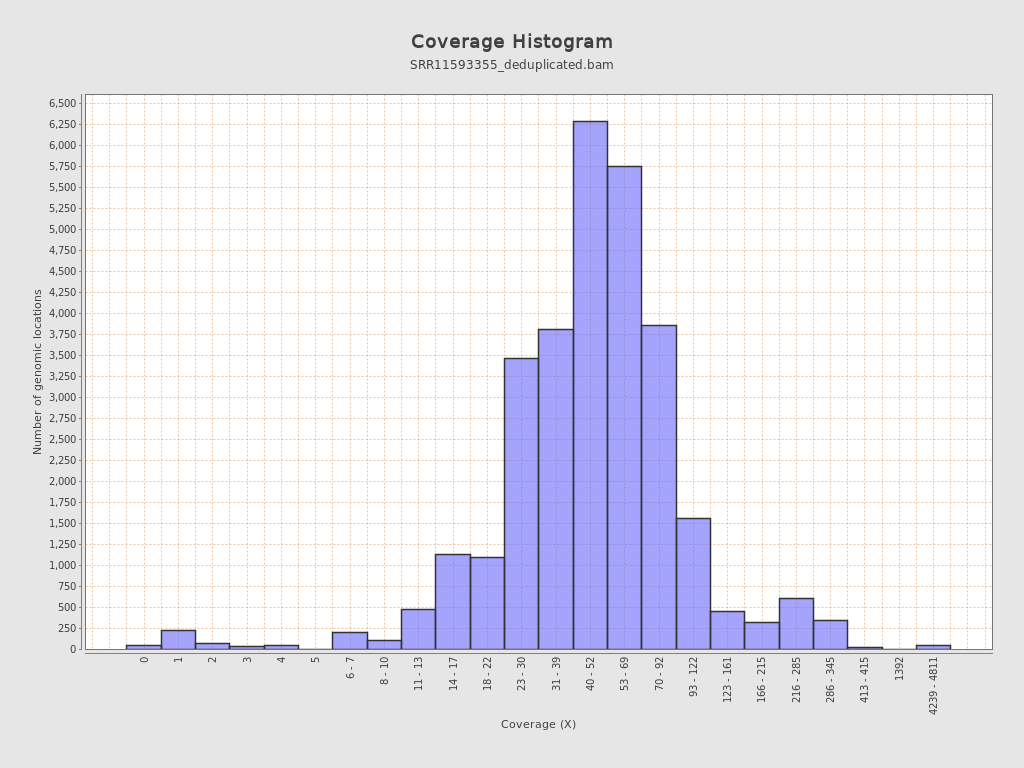 Coverage Histogram
SRR11593355_deduplicated.bam
6,500
6,250
6,000
5,750
5,500
5,250
5,000
4,750
4,500
4,250
4,000
3,750
3,500
3,250
3,000
2,750
2,500
2,250
2,000
1,750
1,500
1,250
1,000
750
500
250
0
Number of genomic locations
0
1
2
3
4
5
6 - 7
8 - 10
11 - 13
14 - 17
18 - 22
23 - 30
31 - 39
40 - 52
53 - 69
70 - 92
93 - 122
123 - 161
166 - 215
216 - 285
286 - 345
413 - 415
1392
4239 - 4811
Coverage (X)